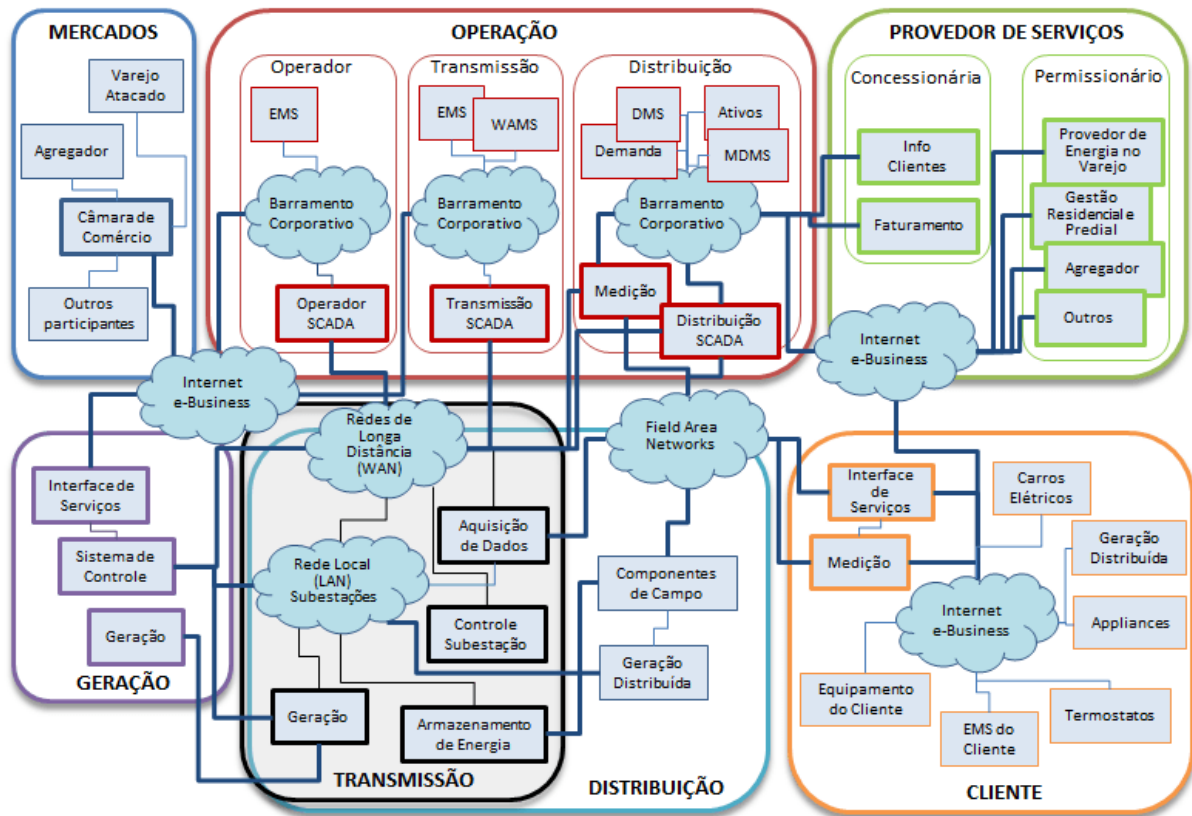 MERCADOS
Varejo
Atacado
Agregador
Câmara de
Comércio
Outros
participantes
OPERAÇÃO
Operador
EMS
Barramento
Corporativo
Operador
SCADA
Transmissão
EMS
WAMS
Barramento
Corporativo
Transmissão
SCADA
Distribuição
DMS
Ativos
Demanda
MDMS
Barramento
Corporativo
Medição
Distribuição
SCADA
PROVEDOR DE SERVIÇOS
Concessionária
Info
Clientes
Faturamento
Permissionário
Provedor de
Energia no
Varejo
Gestão
Residencial e
Predial
Agregador
Outros
Internet
e-Business
Internet
e-Business
Interface de
Serviços
Sistema de
Controle
Geração
GERAÇÃO
Redes de
Longa
Distância
(WAN)
Rede Local
(LAN)
Subestações
Aquisição
de Dados
Controle
Subestação
Geração
Armazenamento
de Energia
TRANSMISSÃO
Field Area
Networks
Componentes
de Campo
Geração
Distribuída
DISTRIBUIÇÃO
Interface
de
Serviços
Medição
Carros
Elétricos
Geração
Distribuída
Internet
e-Business
Appliances
Equipamento
do Cliente
EMS do
Cliente
Termostatos
CLIENTE